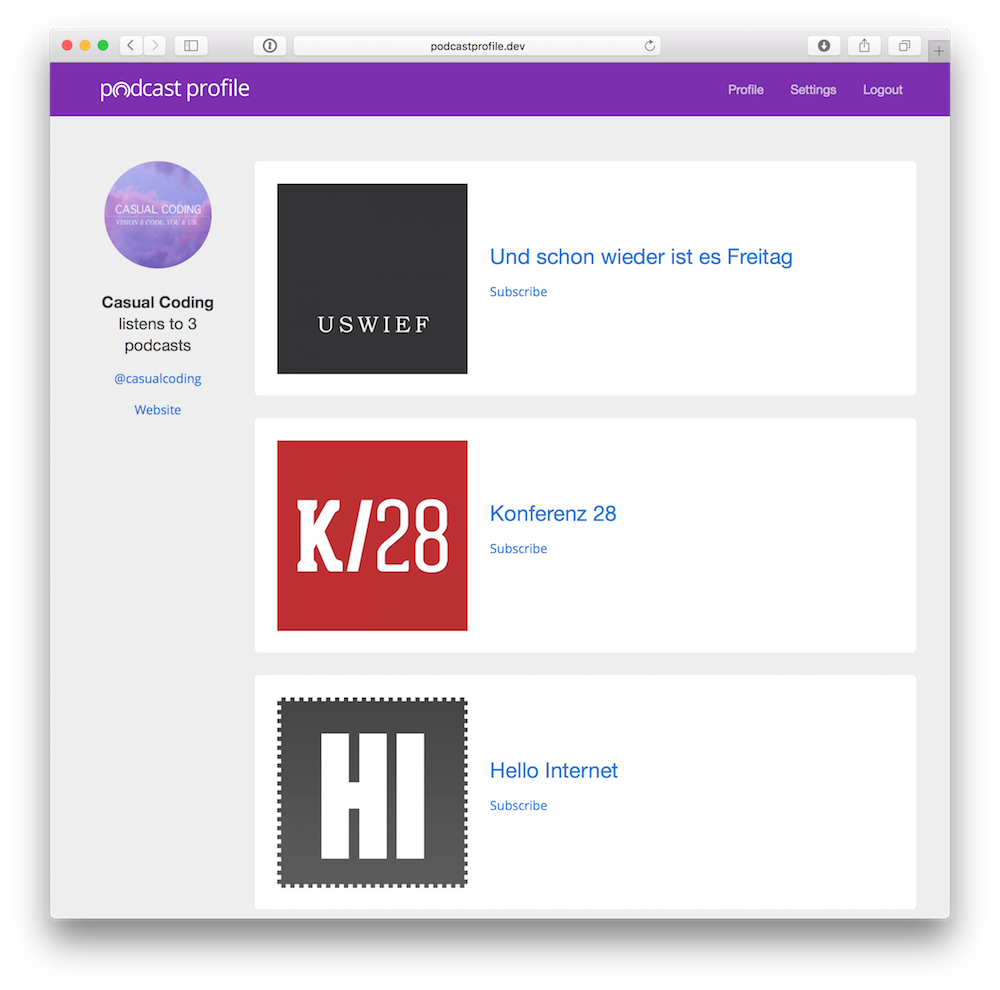 podcastprofile.dev
podcast profile
Profile Settings Logout
CASUAL CODING
VISION & CODE, YOU & US.
Casual Coding
listens to 3
podcasts
@casualcoding
Website
USWIEF
Und schon wieder ist es Freitag
Subscribe
K/28
Konferenz 28
Subscribe
HI
Hello Internet
Subscribe